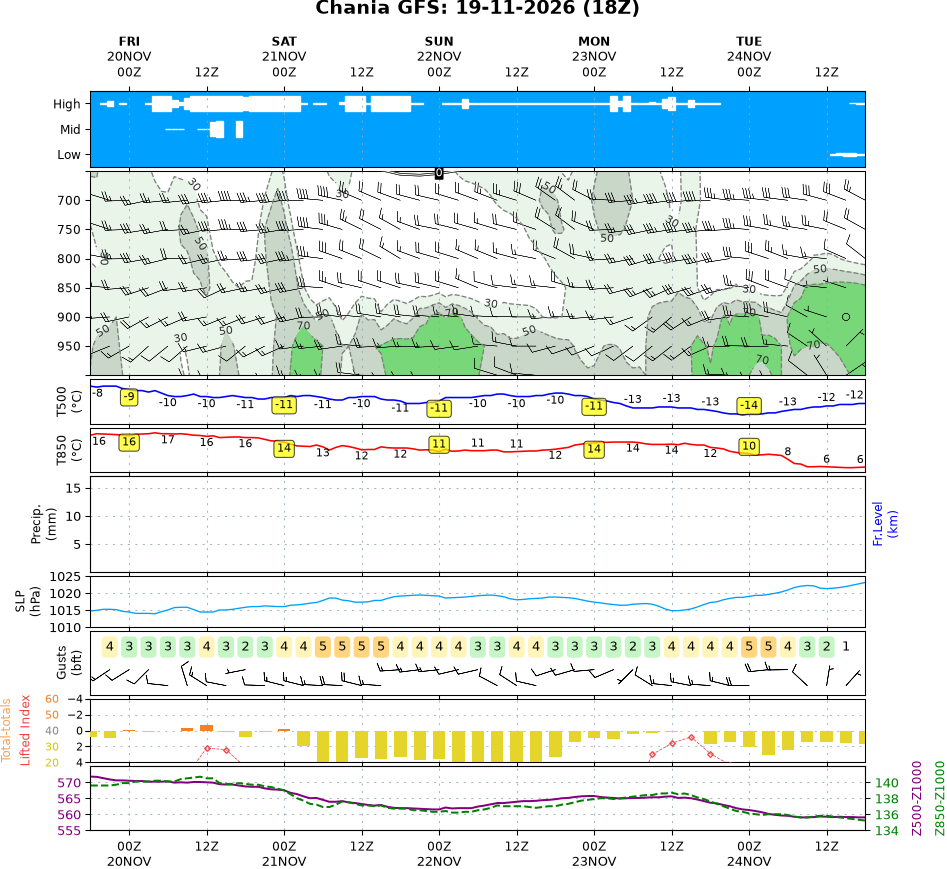 Chania GFS: 19-11-2026 (18Z)
FRI SAT SUN MON TUE
20NOV 21NOV 22NOV 23NOV 24NOV
00Z 12Z 00Z 12Z 00Z 12Z 00Z 12Z 00Z 12Z
High
Mid
Low
0
30 30 50
700
50 30
750 50
800 50
850 30 30
900 50 50 30 70 50 70 70
950 70
T500 (°C)
-8 -9 -10 -10 -11 -11 -11 -10 -11 -11 -10 -10 -10 -11 -13 -13 -13 -14 -13 -12 -12
T850 (°C)
16 16 17 16 16 14 13 12 12 11 11 11 12 14 14 14 12 10 8 6 6
Precip. (mm)
15
10
5
Fr.Level (km)
SLP (hPa)
1025
1020
1015
1010
Gusts (bft)
4 3 3 3 3 4 3 2 3 4 4 5 5 5 5 4 4 4 4 3 3 4 4 3 3 3 3 2 3 4 4 4 4 5 5 4 3 2 1
Total-totals
Lifted Index
60 −4
50 −2
40 0
30 2
20 4
570 140
565 138
560 136
555 134
Z500-Z1000
Z850-Z1000
00Z 12Z 00Z 12Z 00Z 12Z 00Z 12Z 00Z 12Z
20NOV 21NOV 22NOV 23NOV 24NOV